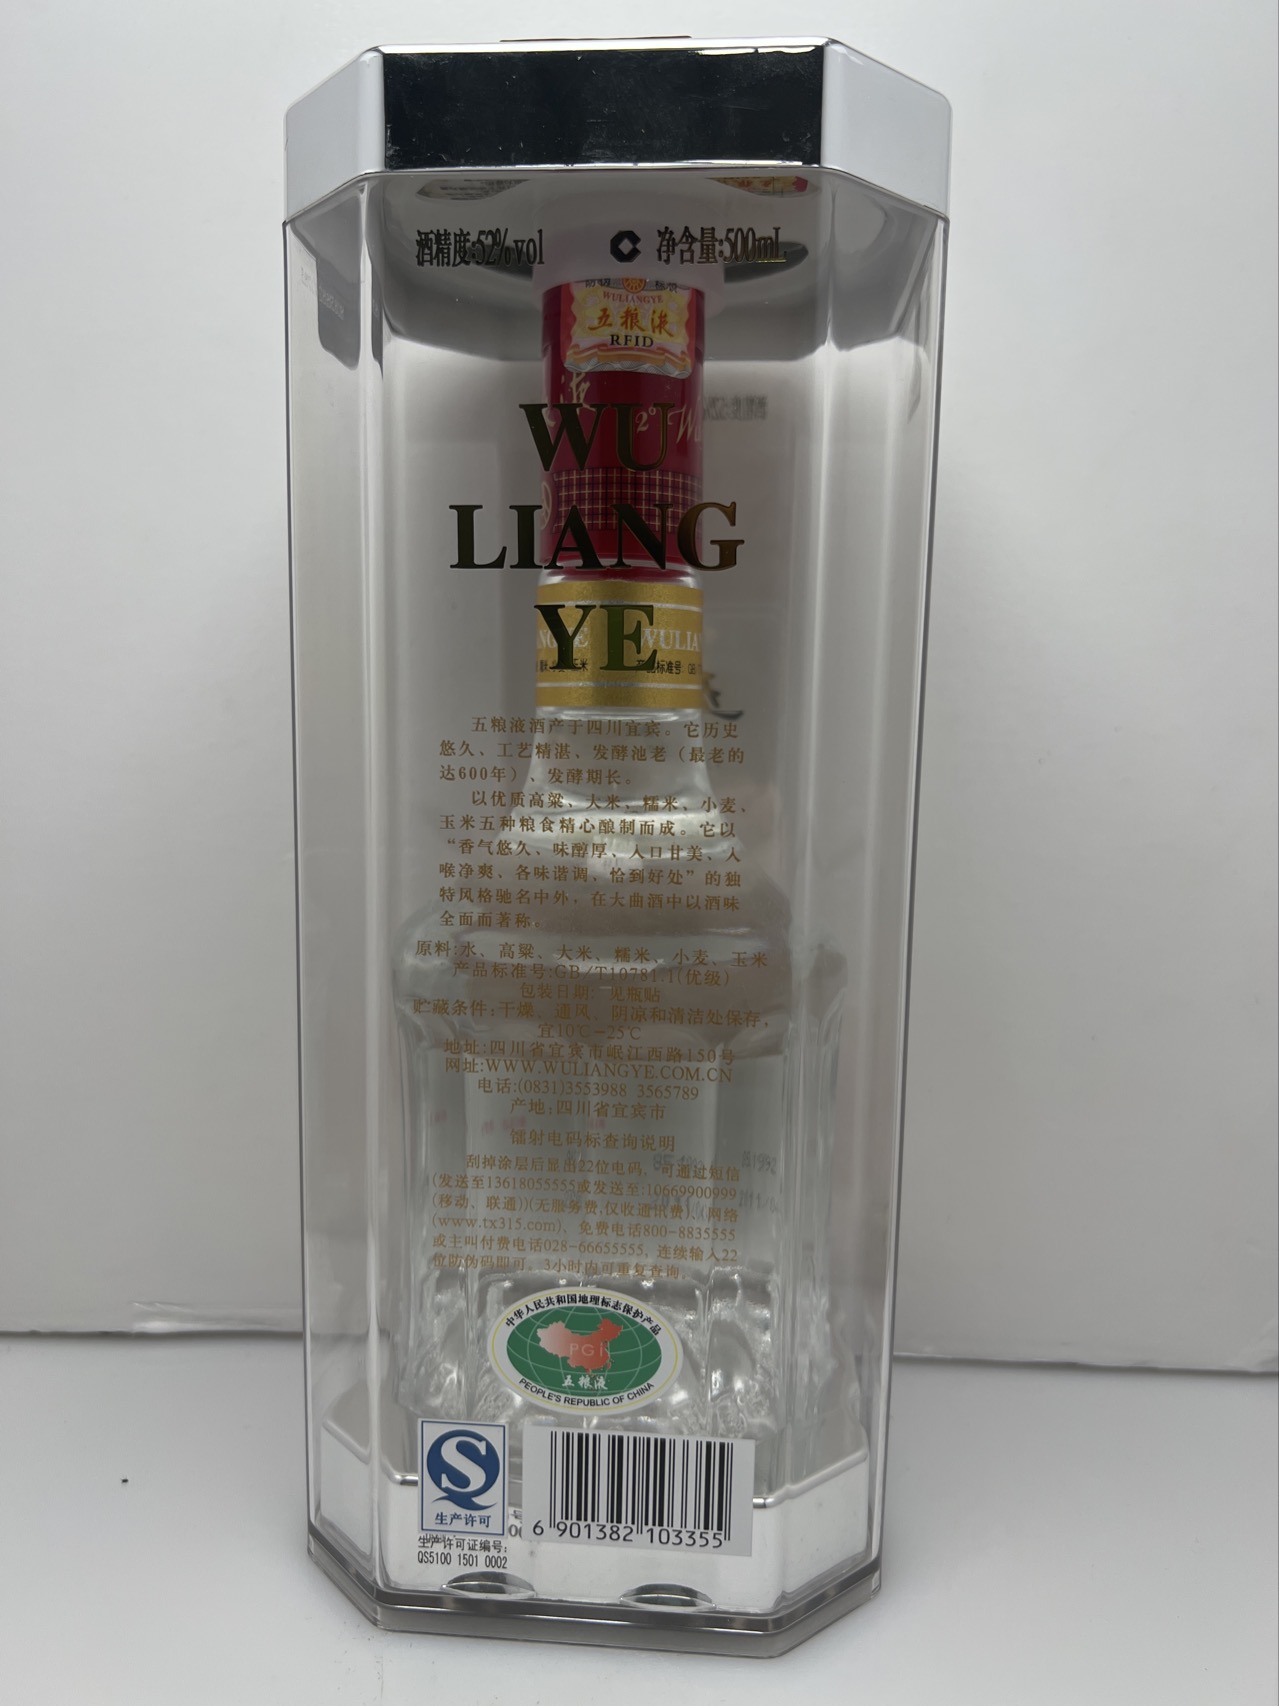 酒精度:52%vol
净含量:500mL
WULIANGYE
五粮液
RFID
WU
LIANG
YE
WULIA
产品标准号:
五粮液酒产于四川宜宾。它历史
悠久、工艺精湛、发酵池老（最老的
达600年）、发酵期长。
以优质高粱、大米、糯米、小麦、
玉米五种粮食精心酿制而成。它以
“香气悠久、味醇厚、入口甘美、入
喉净爽、各味谐调，恰到好处”的独
特风格驰名中外，在大曲酒中以酒味
全面而著称。
原料:水、高粱、大米、糯米、小麦、玉米
产品标准号:GB/T10781.1(优级)
包装日期: 见瓶贴
贮藏条件:干燥、通风、阴凉和清洁处保存，
宜10℃-25℃
地址:四川省宜宾市岷江西路150号
网址:WWW.WULIANGYE.COM.CN
电话:(0831)3553988 3565789
产地:四川省宜宾市
镭射电码标查询说明
刮掉涂层后显出22位电码，可通过短信
(发送至13618055555或发送至:10669900999
(移动、联通))(无服务费,仅收通讯费)、(网络
(www.tx315.com)、免费电话800-8835555
或主叫付费电话028-66655555, 连续输入22
位防伪码即可。3小时内可重复查询。
中华人民共和国地理标志保护产品
PGI
五粮液
PEOPLE'S REPUBLIC OF CHINA
生产许可
生产许可证编号:
QS5100 1501 0002
6 901382 103355